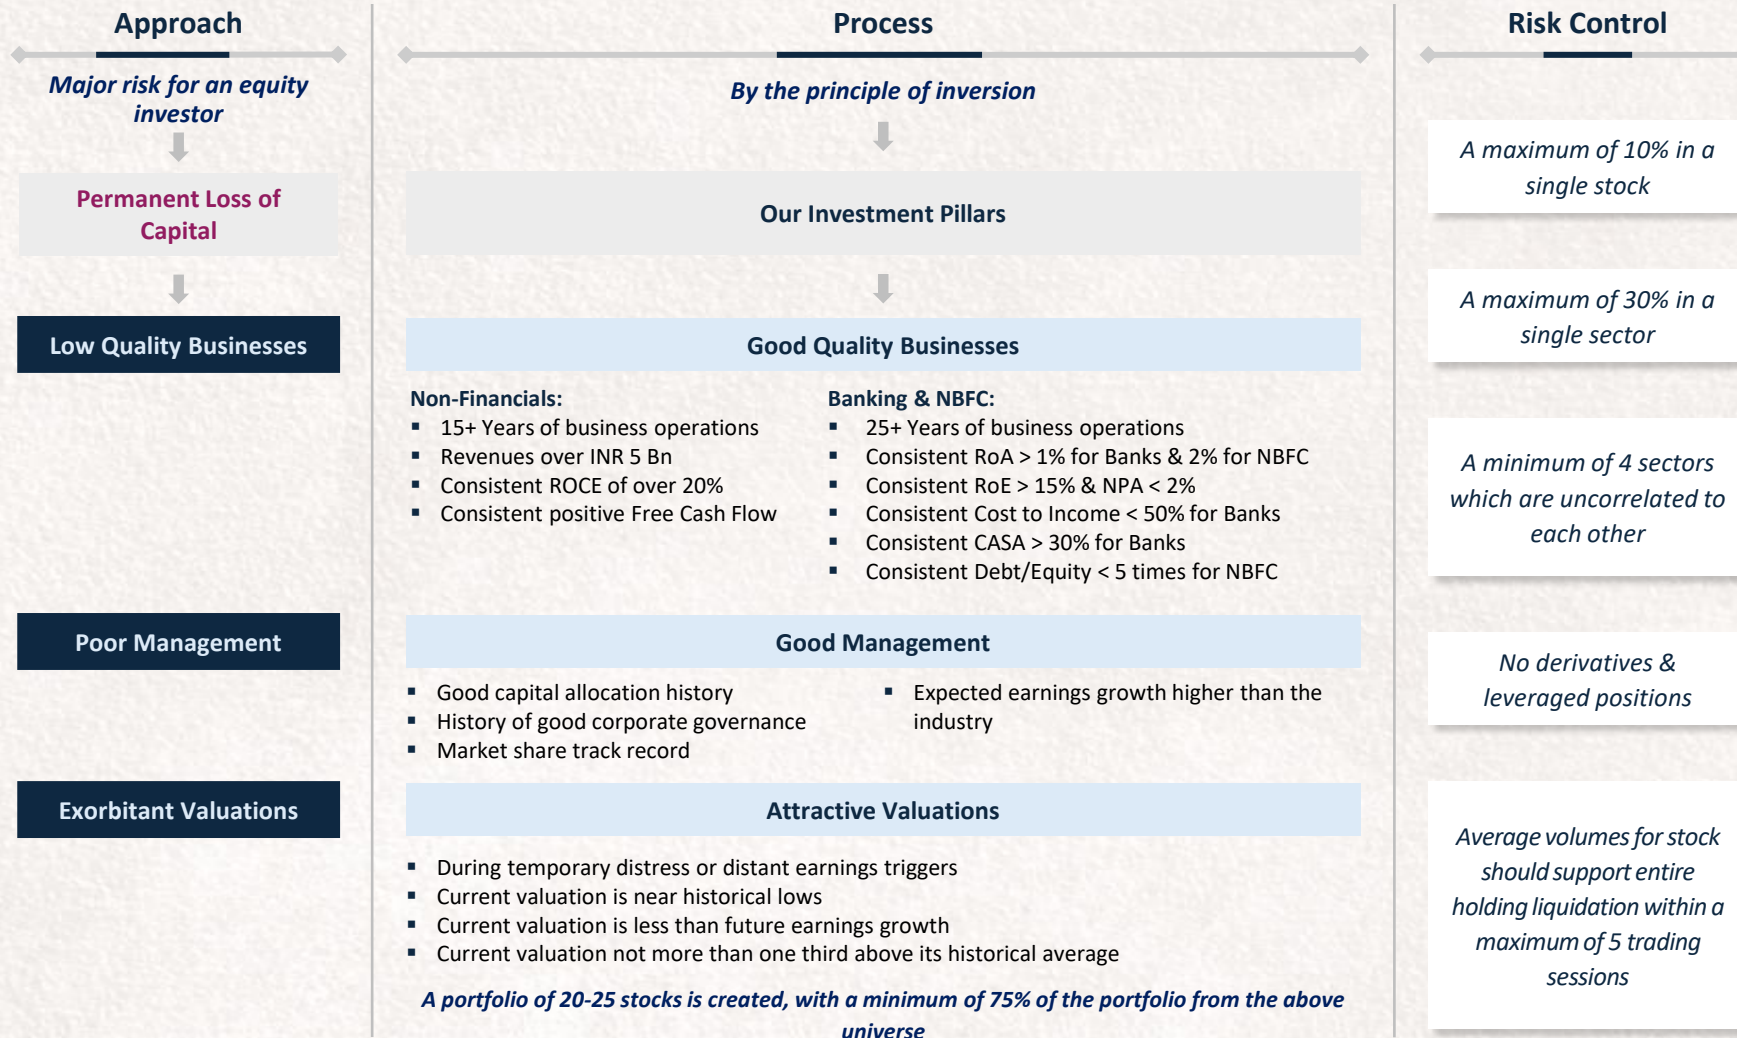 Approach
Major risk for an equity
investor
Permanent Loss of
Capital
Low Quality Businesses
Poor Management
Exorbitant Valuations
Process
By the principle of inversion
Our Investment Pillars
Good Quality Businesses
Non-Financials:
▪ 15+ Years of business operations
▪ Revenues over INR 5 Bn
▪ Consistent ROCE of over 20%
▪ Consistent positive Free Cash Flow
Banking & NBFC:
▪ 25+ Years of business operations
▪ Consistent RoA > 1% for Banks & 2% for NBFC
▪ Consistent RoE > 15% & NPA < 2%
▪ Consistent Cost to Income < 50% for Banks
▪ Consistent CASA > 30% for Banks
▪ Consistent Debt/Equity < 5 times for NBFC
Good Management
▪ Good capital allocation history
▪ History of good corporate governance
▪ Market share track record
▪ Expected earnings growth higher than the
industry
Attractive Valuations
▪ During temporary distress or distant earnings triggers
▪ Current valuation is near historical lows
▪ Current valuation is less than future earnings growth
▪ Current valuation not more than one third above its historical average
A portfolio of 20-25 stocks is created, with a minimum of 75% of the portfolio from the above
universe
Risk Control
A maximum of 10% in a
single stock
A maximum of 30% in a
single sector
A minimum of 4 sectors
which are uncorrelated to
each other
No derivatives &
leveraged positions
Average volumes for stock
should support entire
holding liquidation within a
maximum of 5 trading
sessions